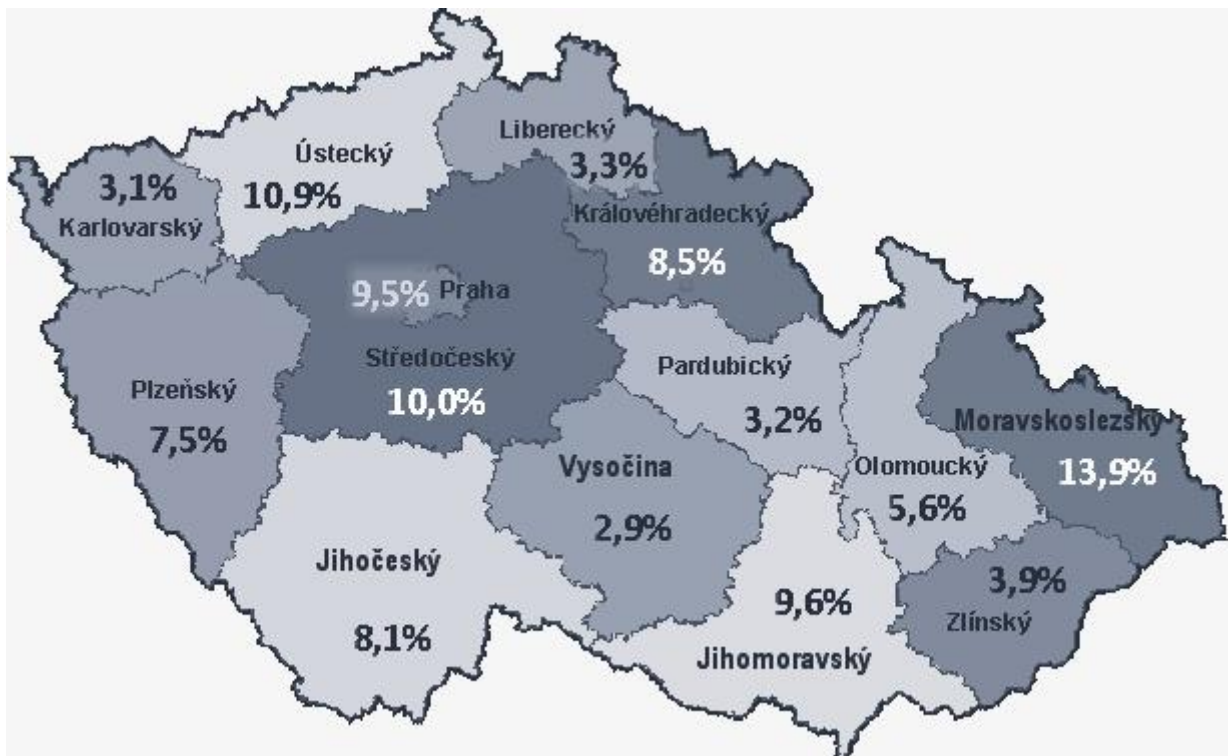 Liberecký
3,3%
Ústecký
10,9%
3,1%
Karlovarský
Královéhradecký
8,5%
9,5% Praha
Středočeský
10,0%
Pardubický
3,2%
Plzeňský
7,5%
Moravskoslezský
13,9%
Olomoucký
5,6%
Vysočina
2,9%
Jihočeský
8,1%
3,9%
Zlínský
9,6%
Jihomoravský